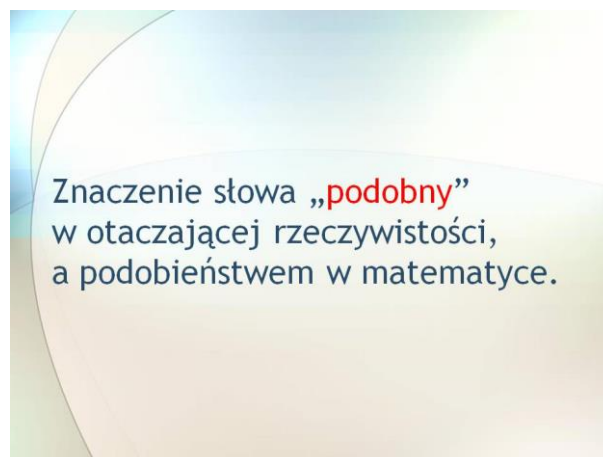 Znaczenie słowa „podobny”
w otaczającej rzeczywistości,
a podobieństwem w matematyce.